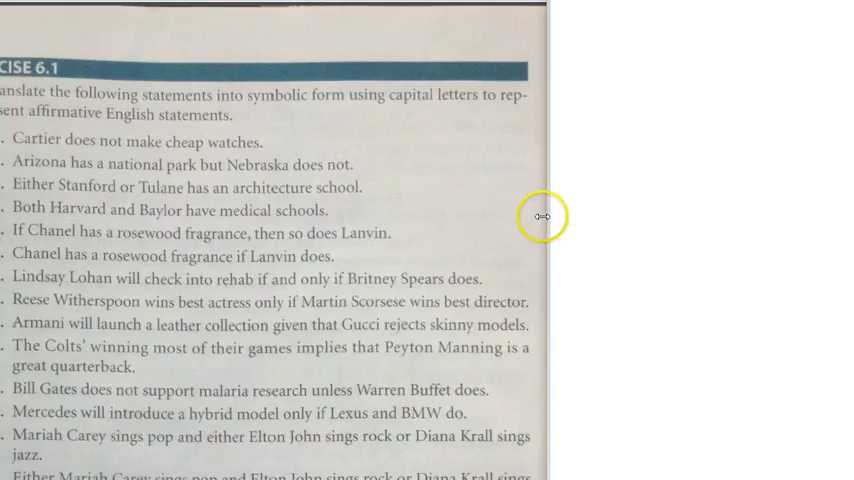 CISE 6.1
anslate the following statements into symbolic form using capital letters to rep-
sent affirmative English statements.
. Cartier does not make cheap watches.
. Arizona has a national park but Nebraska does not.
. Either Stanford or Tulane has an architecture school.
. Both Harvard and Baylor have medical schools.
. If Chanel has a rosewood fragrance, then so does Lanvin.
. Chanel has a rosewood fragrance if Lanvin does.
. Lindsay Lohan will check into rehab if and only if Britney Spears does.
. Reese Witherspoon wins best actress only if Martin Scorsese wins best director.
. Armani will launch a leather collection given that Gucci rejects skinny models.
. The Colts' winning most of their games implies that Peyton Manning is a
great quarterback.
. Bill Gates does not support malaria research unless Warren Buffet does.
. Mercedes will introduce a hybrid model only if Lexus and BMW do.
. Mariah Carey sings pop and either Elton John sings rock or Diana Krall sings
jazz.
Either Mariah Carey sings pop and Elton John sings rock or Diana Krall sings